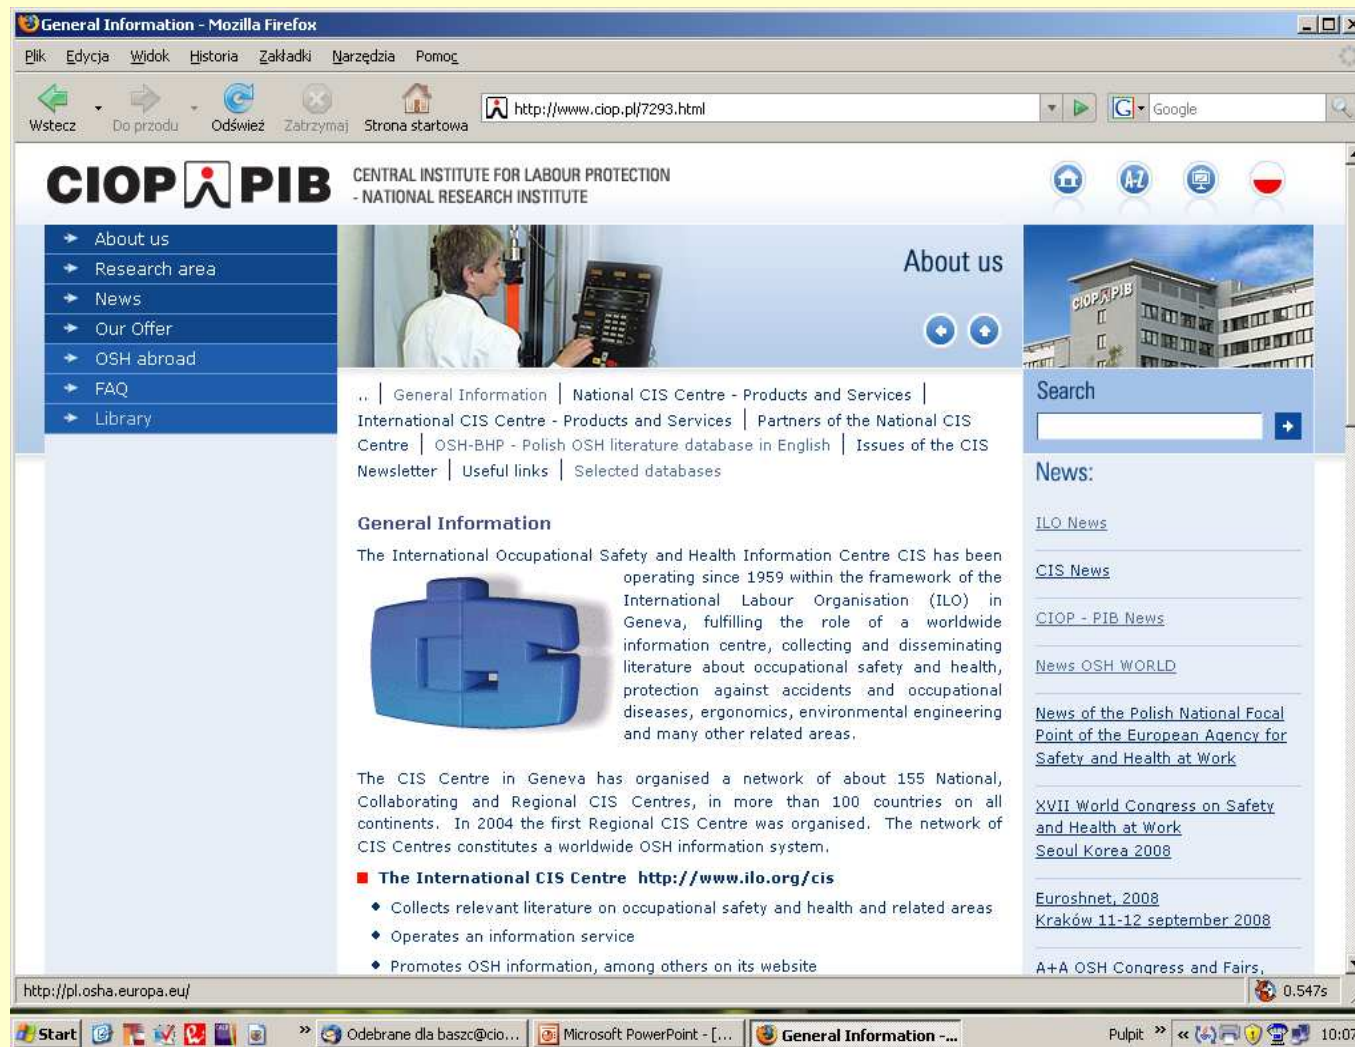 General Information - Mozilla Firefox
Plik Edycja Widok Historia Zakładki Narzędzia Pomoc
Wstecz Do przodu Odśwież Zatrzymaj Strona startowa http://www.ciop.pl/7293.html Google
CIOP PIB
CENTRAL INSTITUTE FOR LABOUR PROTECTION
- NATIONAL RESEARCH INSTITUTE
A-Z
About us
Research area
News
Our Offer
OSH abroad
FAQ
Library
About us
CIOP PIB
.. | General Information | National CIS Centre - Products and Services |
International CIS Centre - Products and Services | Partners of the National CIS
Centre | OSH-BHP - Polish OSH literature database in English | Issues of the CIS
Newsletter | Useful links | Selected databases
General Information
The International Occupational Safety and Health Information Centre CIS has been
operating since 1959 within the framework of the
International Labour Organisation (ILO) in
Geneva, fulfilling the role of a worldwide
information centre, collecting and disseminating
literature about occupational safety and health,
protection against accidents and occupational
diseases, ergonomics, environmental engineering
and many other related areas.
The CIS Centre in Geneva has organised a network of about 155 National,
Collaborating and Regional CIS Centres, in more than 100 countries on all
continents. In 2004 the first Regional CIS Centre was organised. The network of
CIS Centres constitutes a worldwide OSH information system.
The International CIS Centre http://www.ilo.org/cis
Collects relevant literature on occupational safety and health and related areas
Operates an information service
Promotes OSH information, among others on its website
Search
News:
ILO News
CIS News
CIOP - PIB News
News OSH WORLD
News of the Polish National Focal
Point of the European Agency for
Safety and Health at Work
XVII World Congress on Safety
and Health at Work
Seoul Korea 2008
Euroshnet, 2008
Kraków 11-12 september 2008
A+A OSH Congress and Fairs,
http://pl.osha.europa.eu/ 0.547s
Start » Odebrane dla baszc@cio... Microsoft PowerPoint - [... General Information -... Pulpit » « 10:07